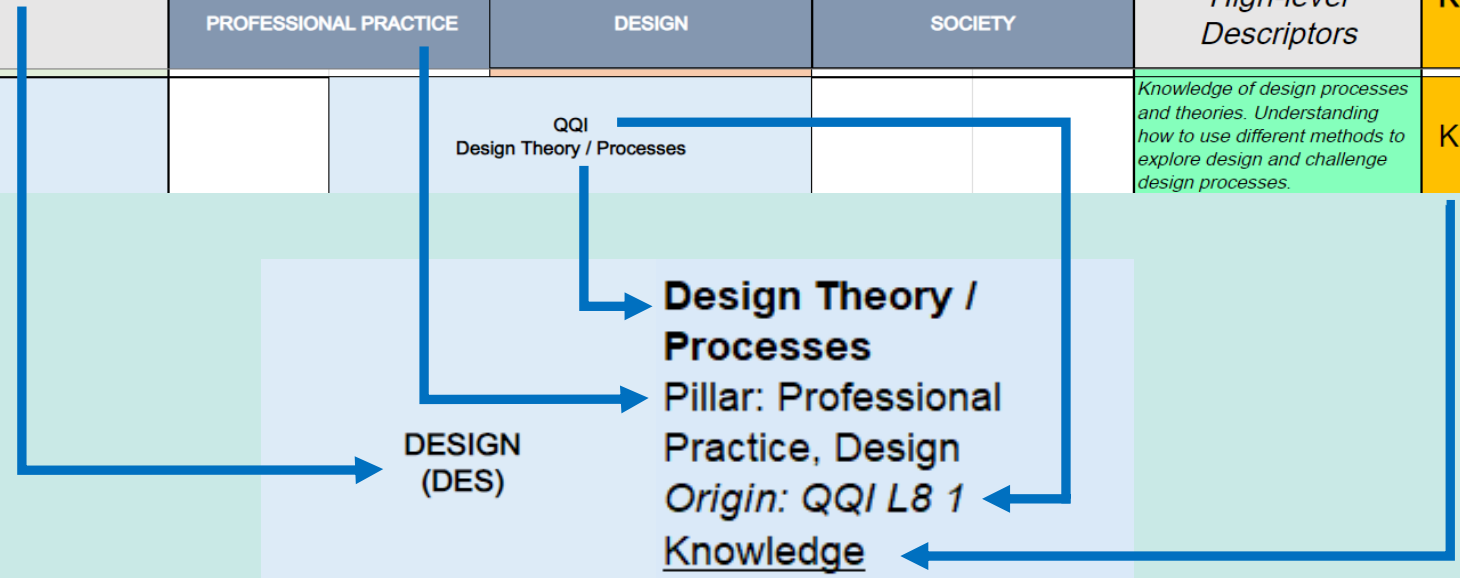 High-level
PROFESSIONAL PRACTICE
DESIGN
SOCIETY
Descriptors
K
Knowledge of design processes
and theories. Understanding
how to use different methods to
explore design and challenge
design processes.
QQI
Design Theory / Processes
K
Design Theory /
Processes
Pillar: Professional
Practice, Design
DESIGN
(DES)
Origin: QQI L8 1
Knowledge